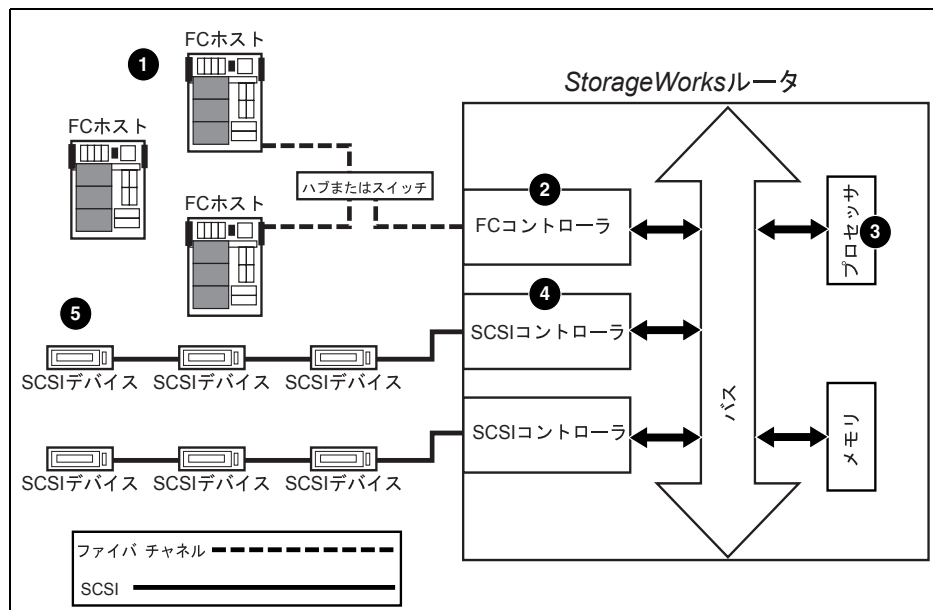 FCホスト
1
StorageWorksルータ
FCホスト
ハブまたはスイッチ
2
FCコントローラ
プロセッサ
3
FCホスト
4
5
SCSIコントローラ
SCSIデバイス SCSIデバイス SCSIデバイス
バス
SCSIコントローラ
メモリ
SCSIデバイス SCSIデバイス SCSIデバイス
ファイバ チャネル
SCSI